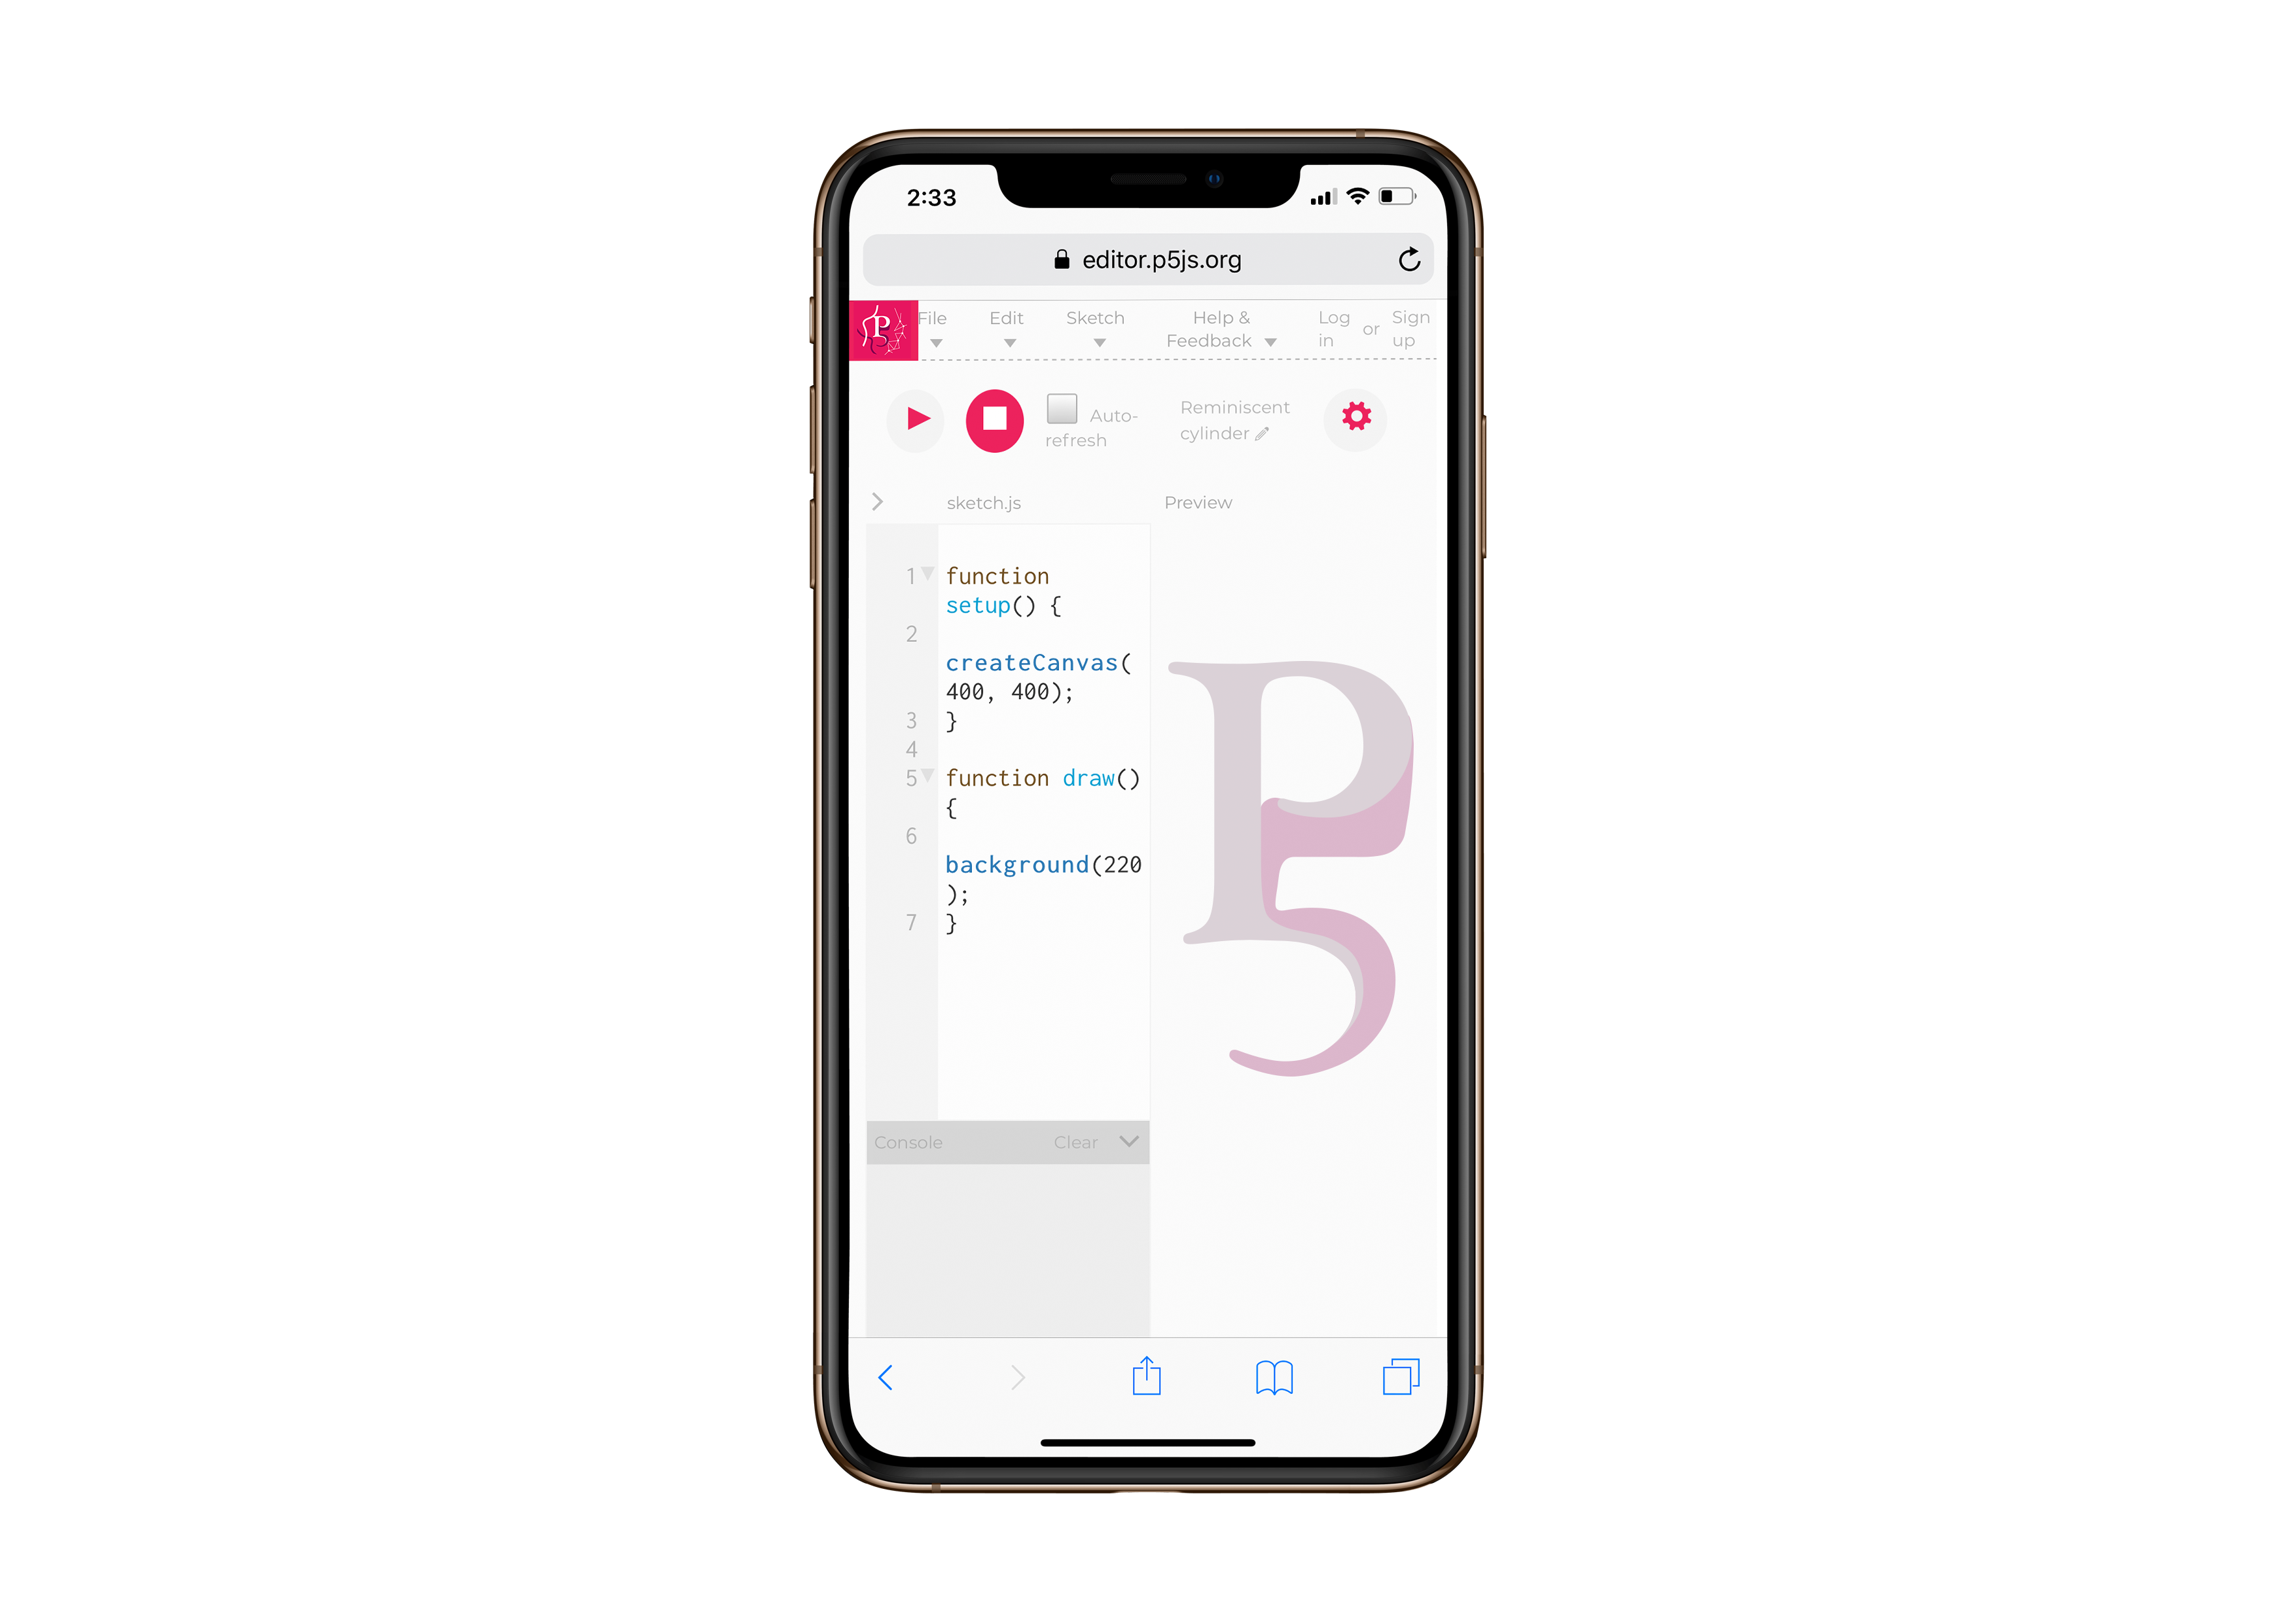 2:33
editor.p5js.org
P5
File
Edit
Sketch
Help &
Feedback
Log
in
or
Sign
up
Auto-
refresh
Reminiscent
cylinder
sketch.js
Preview
1
function
setup() {
2
createCanvas(
400, 400);
3
}
4
5
function draw()
{
6
background(220
);
7
}
P5
Console
Clear